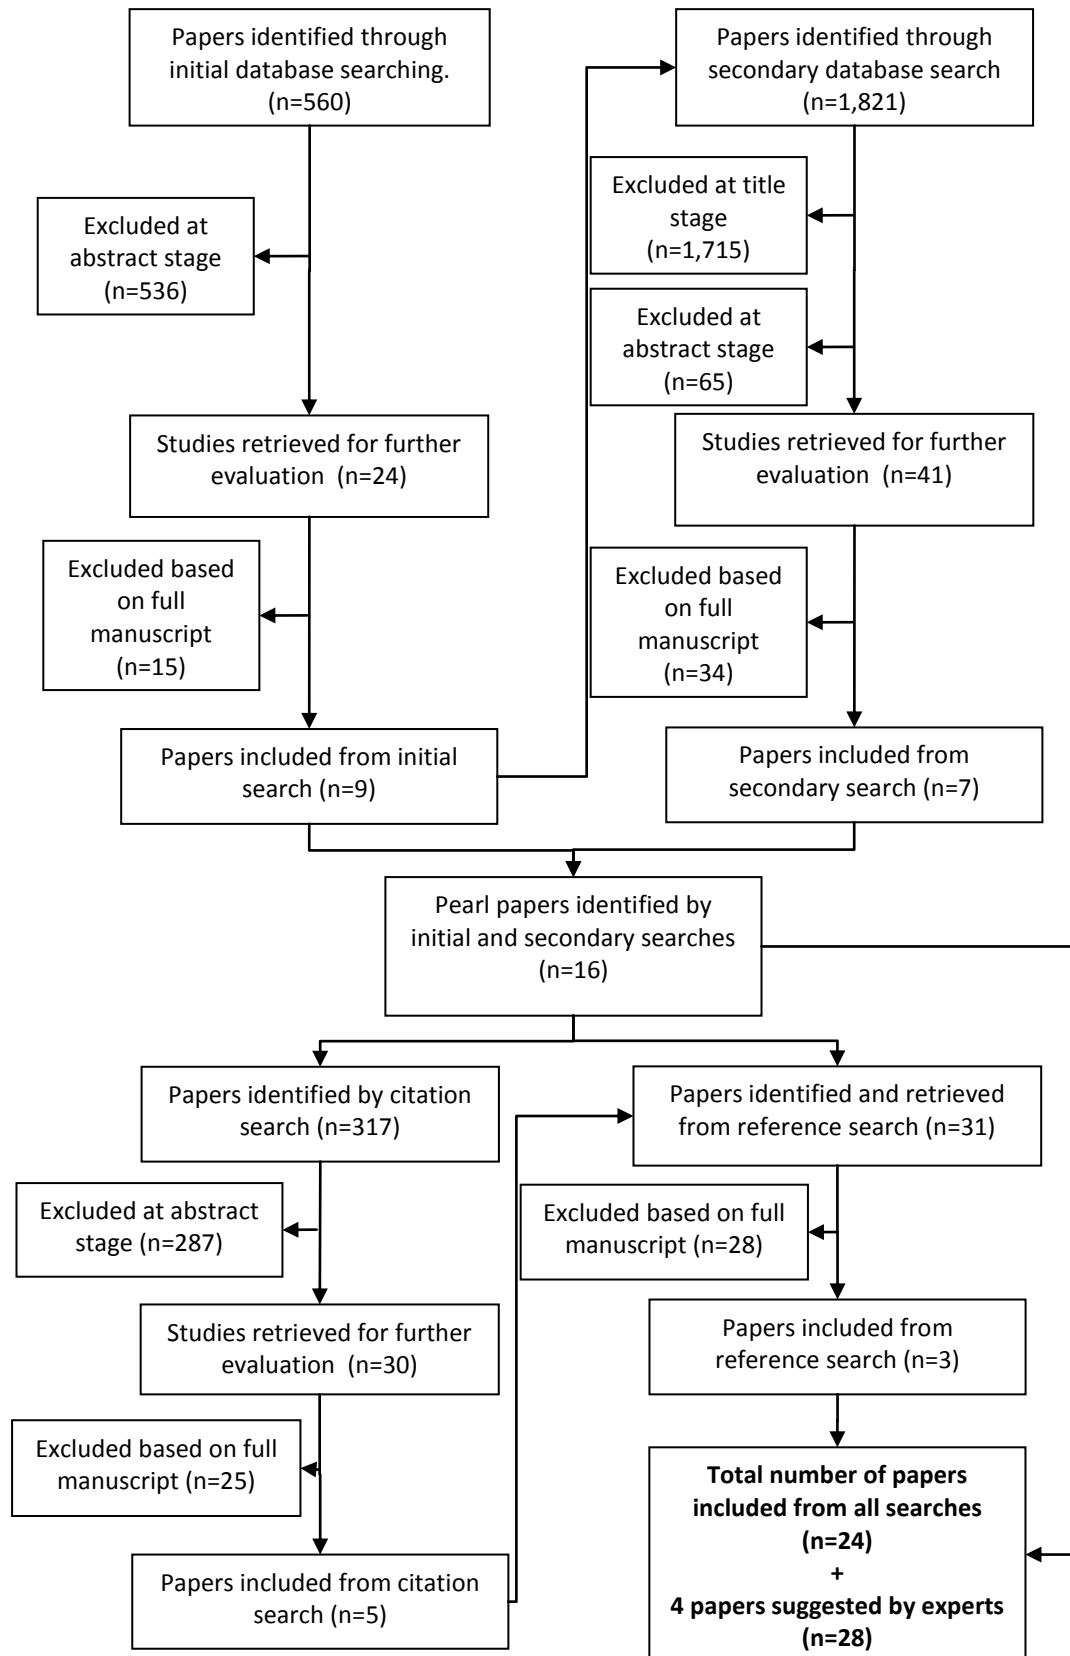 Papers identified through
initial database searching.
(n=560)
Papers identified through
secondary database search
(n=1,821)
Excluded at title
stage
(n=1,715)
Excluded at
abstract stage
(n=536)
Excluded at
abstract stage
(n=65)
Studies retrieved for further
evaluation  (n=24)
Studies retrieved for further
evaluation  (n=41)
Excluded based
on full
manuscript
(n=15)
Excluded based
on full
manuscript
(n=34)
Papers included from initial
search (n=9)
Papers included from
secondary search (n=7)
Pearl papers identified by
initial and secondary searches
(n=16)
Papers identified by citation
search (n=317)
Papers identified and retrieved
from reference search (n=31)
Excluded at abstract
stage (n=287)
Excluded based on full
manuscript (n=28)
Studies retrieved for further
evaluation  (n=30)
Papers included from
reference search (n=3)
Excluded based on full
manuscript (n=25)
Papers included from citation
search (n=5)
Total number of papers
included from all searches
(n=24)
+
4 papers suggested by experts
(n=28)